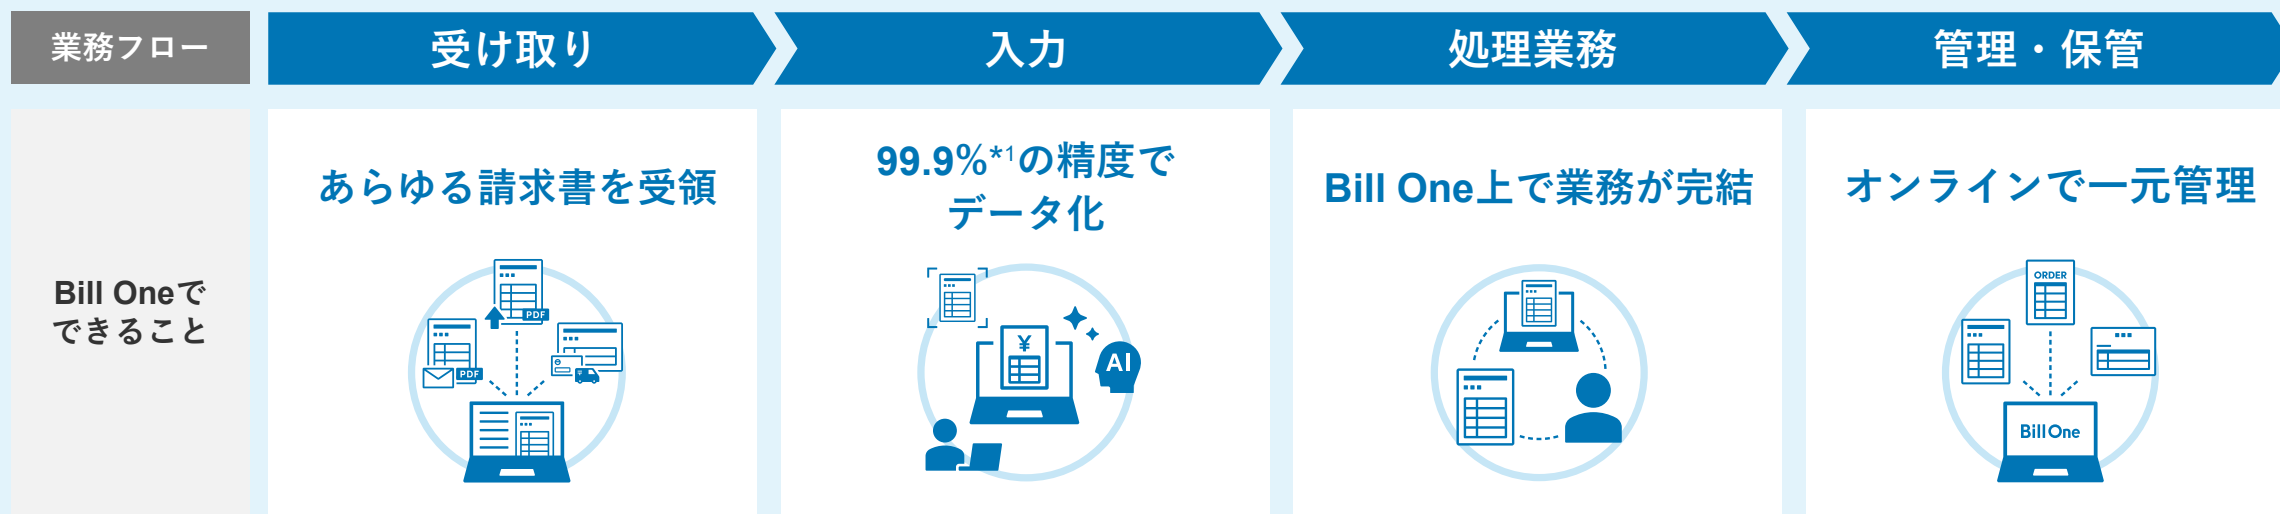 業務フロー
受け取り
入力
処理業務
管理・保管
Bill Oneで
できること
あらゆる請求書を受領
PDF
PDF
99.9%*1の精度で
データ化
¥
AI
Bill One上で業務が完結
オンラインで一元管理
ORDER
Bill One